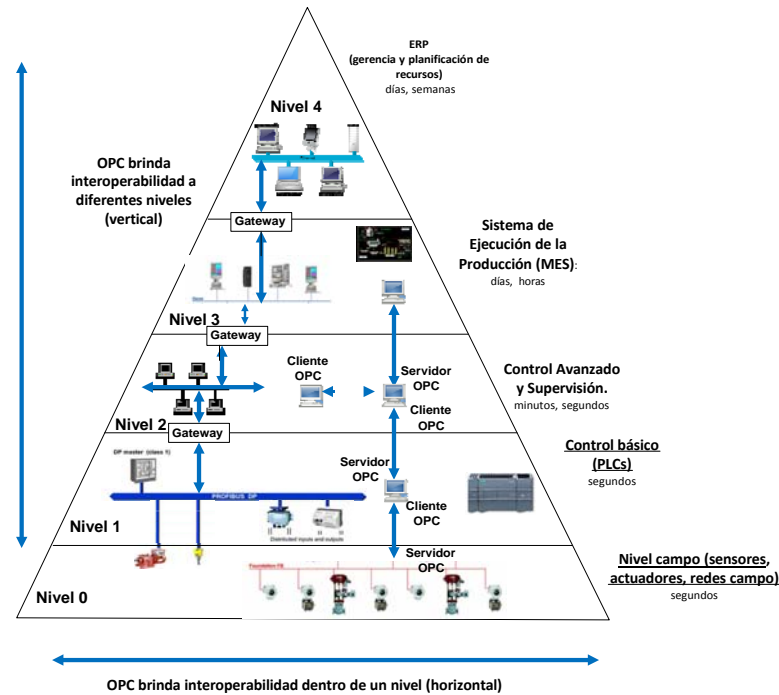 ERP
(gerencia y planificación de
recursos)
días, semanas
Nivel 4
OPC brinda
interoperabilidad a
diferentes niveles
(vertical)
Gateway
Sistema de
Ejecución de la
Producción (MES):
días, horas
Nivel 3
Gateway
Cliente
OPC
Servidor
OPC
Control Avanzado
y Supervisión.
minutos, segundos
Cliente
OPC
Nivel 2
Gateway
Control básico
(PLCs)
segundos
DP master (class 1)
Servidor
OPC
PROFIBUS DP
Cliente
OPC
Distributed inputs and outputs
Nivel 1
Servidor
OPC
Nivel campo (sensores,
actuadores, redes campo)
segundos
Foundation FB
Nivel 0
OPC brinda interoperabilidad dentro de un nivel (horizontal)